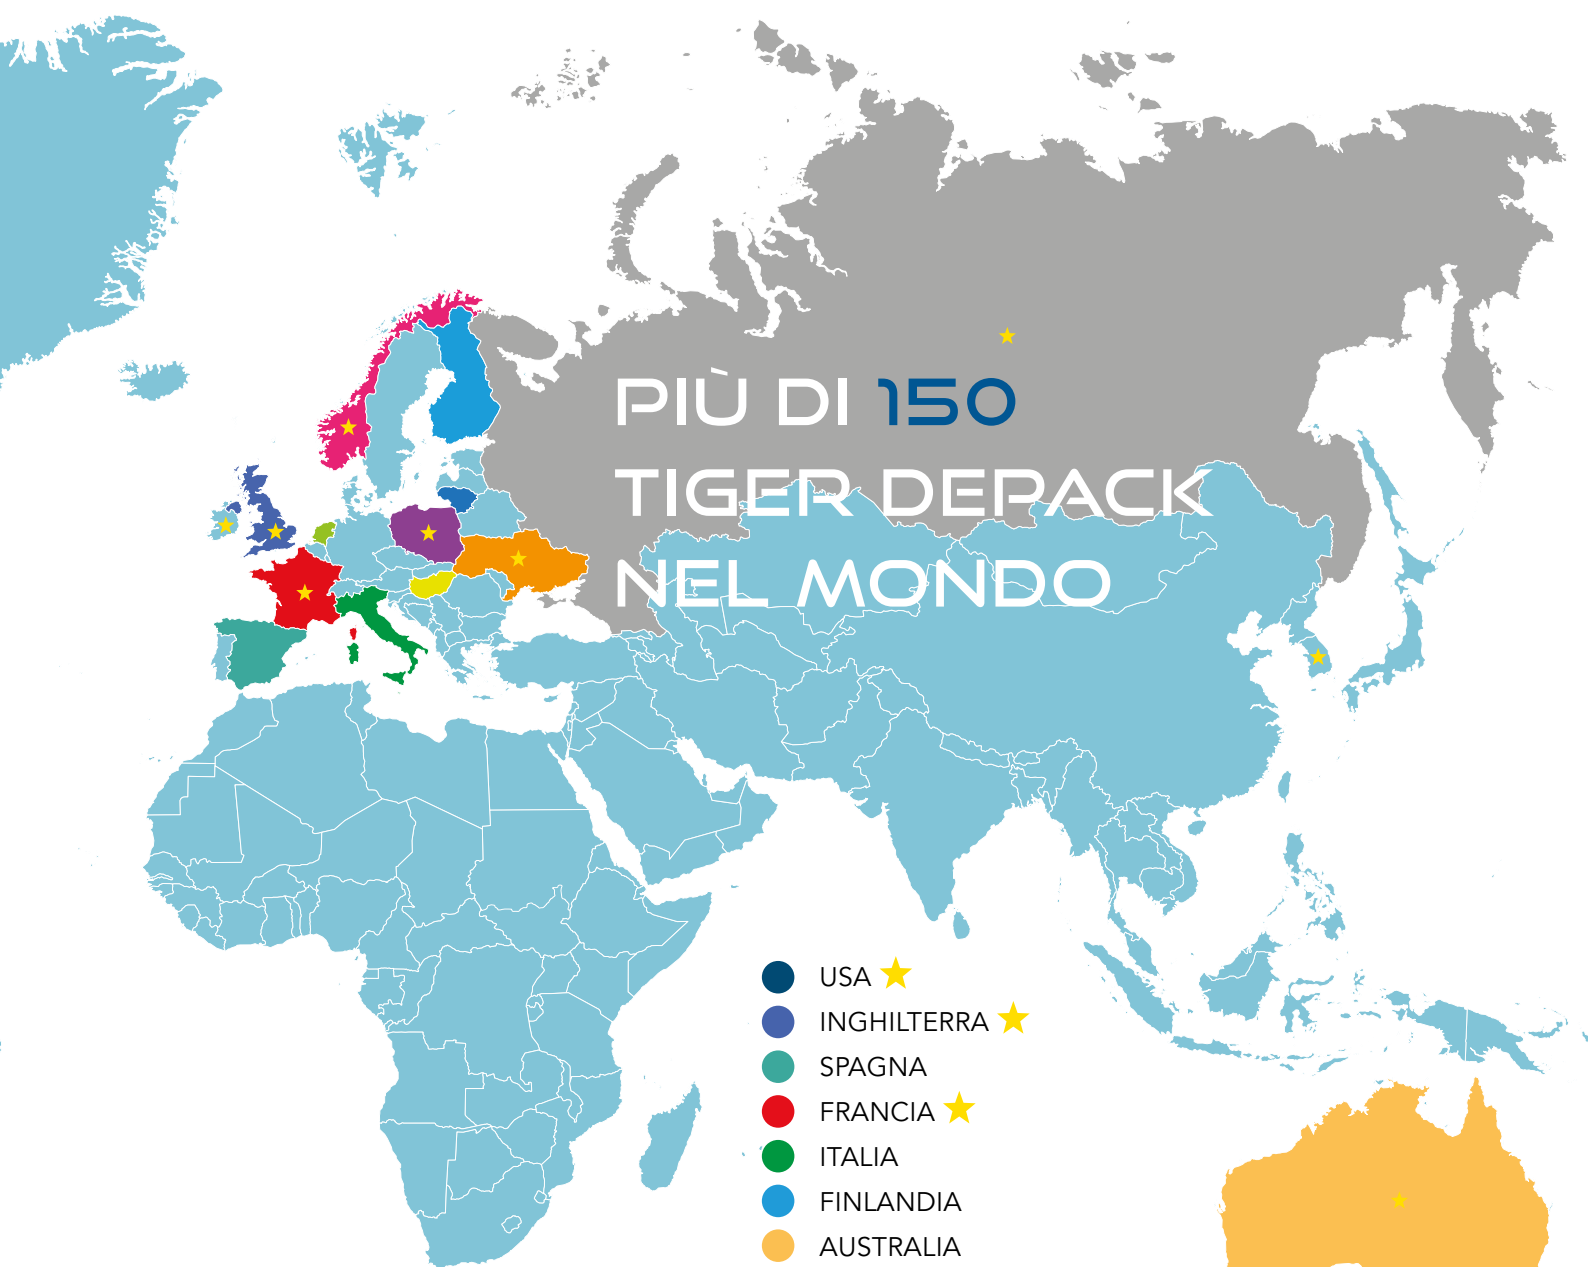 PIÙ DI 150
TIGER DEPACK
NEL MONDO
USA
INGHILTERRA
SPAGNA
FRANCIA
ITALIA
FINLANDIA
AUSTRALIA